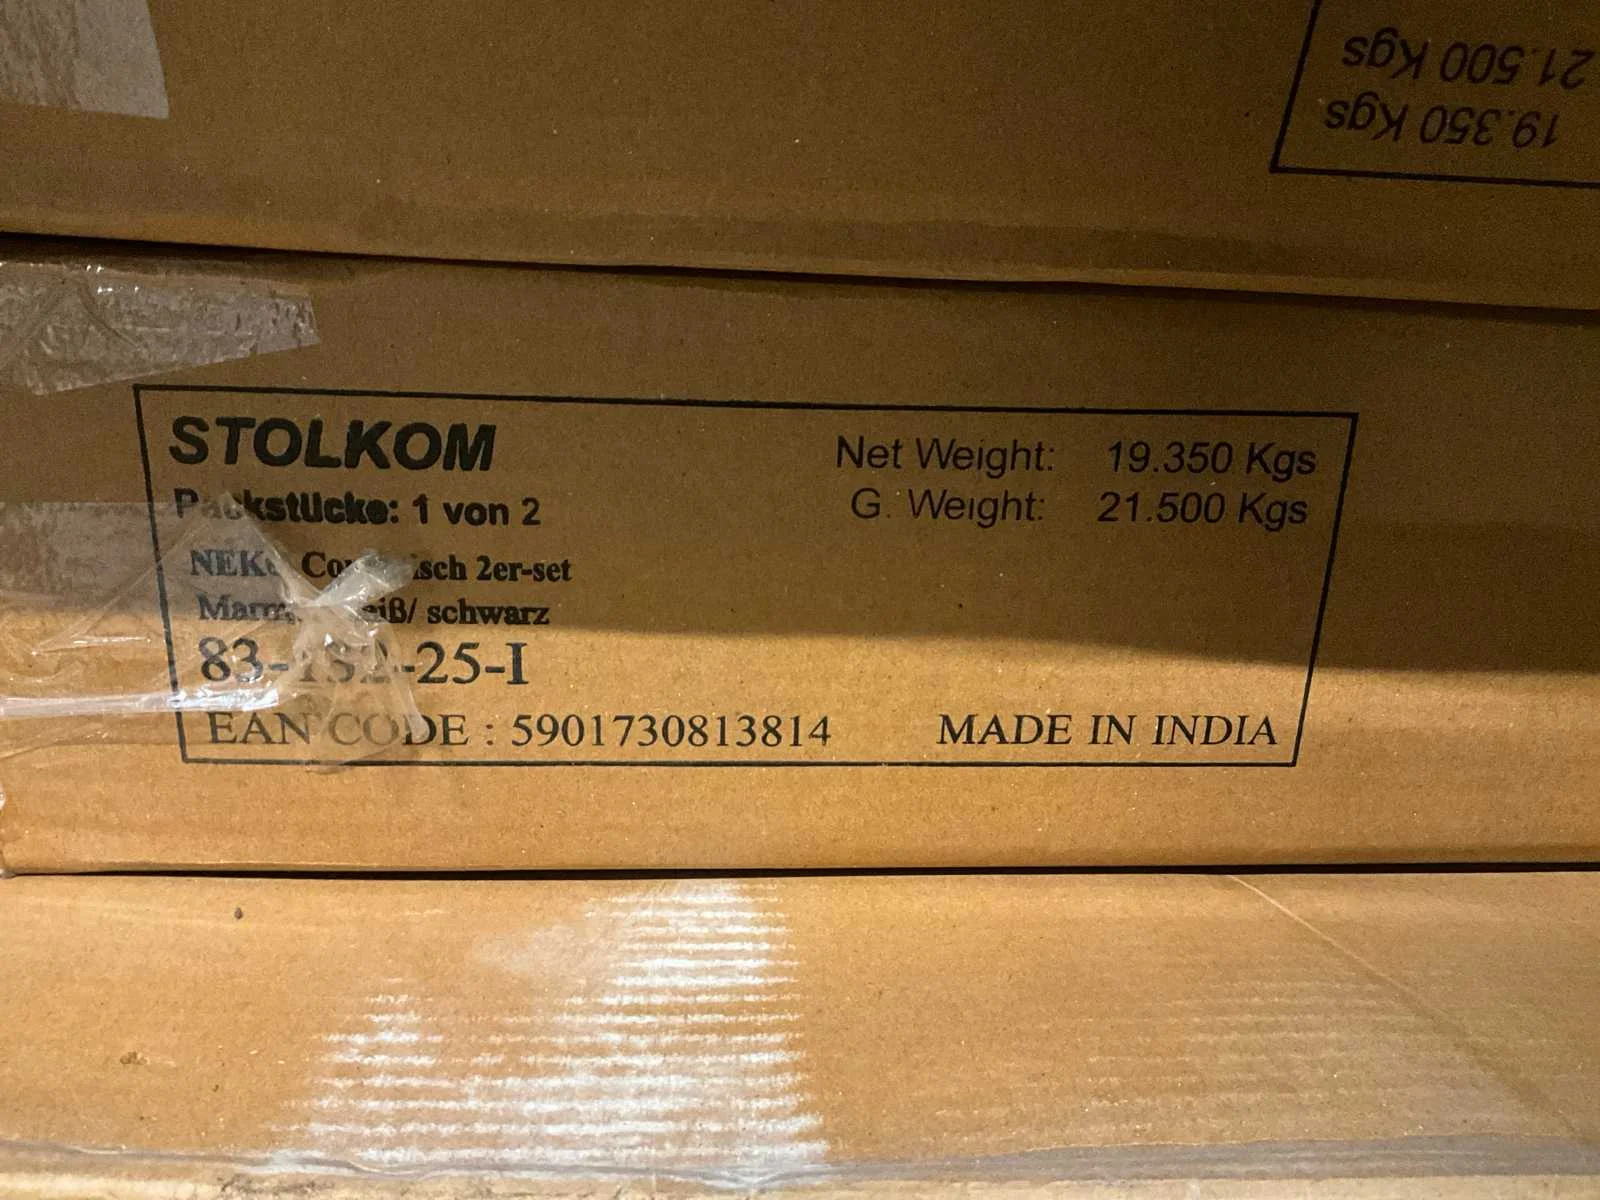 21.500 Kgs
19.350 Kgs
STOLKOM
Packstücke: 1 von 2
Net Weight: 19.350 Kgs
G. Weight: 21.500 Kgs
2er-set
schwarz
EAN CODE : 5901730813814
MADE IN INDIA